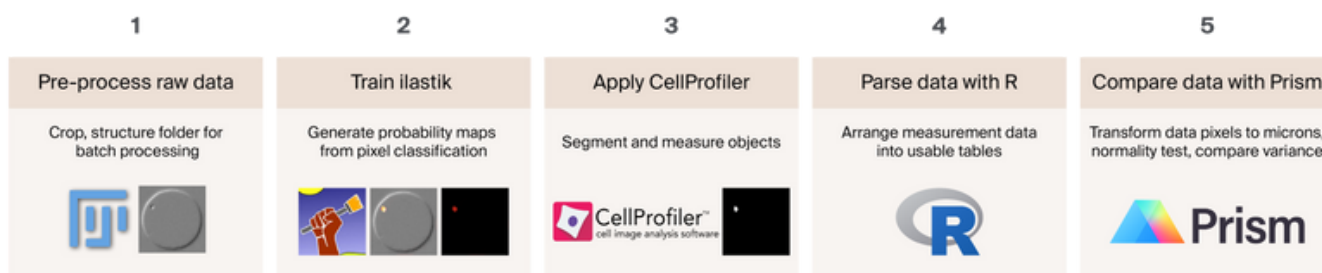 1
2
3
4
5
Pre-process raw data
Train ilastik
Apply CellProfiler
Parse data with R
Compare data with Prism
Crop, structure folder for
batch processing
Generate probability maps
from pixel classification
Segment and measure objects
Arrange measurement data
into usable tables
Transform data pixels to microns,
normality test, compare variance
CellProfiler™
cell image analysis software
R
Prism